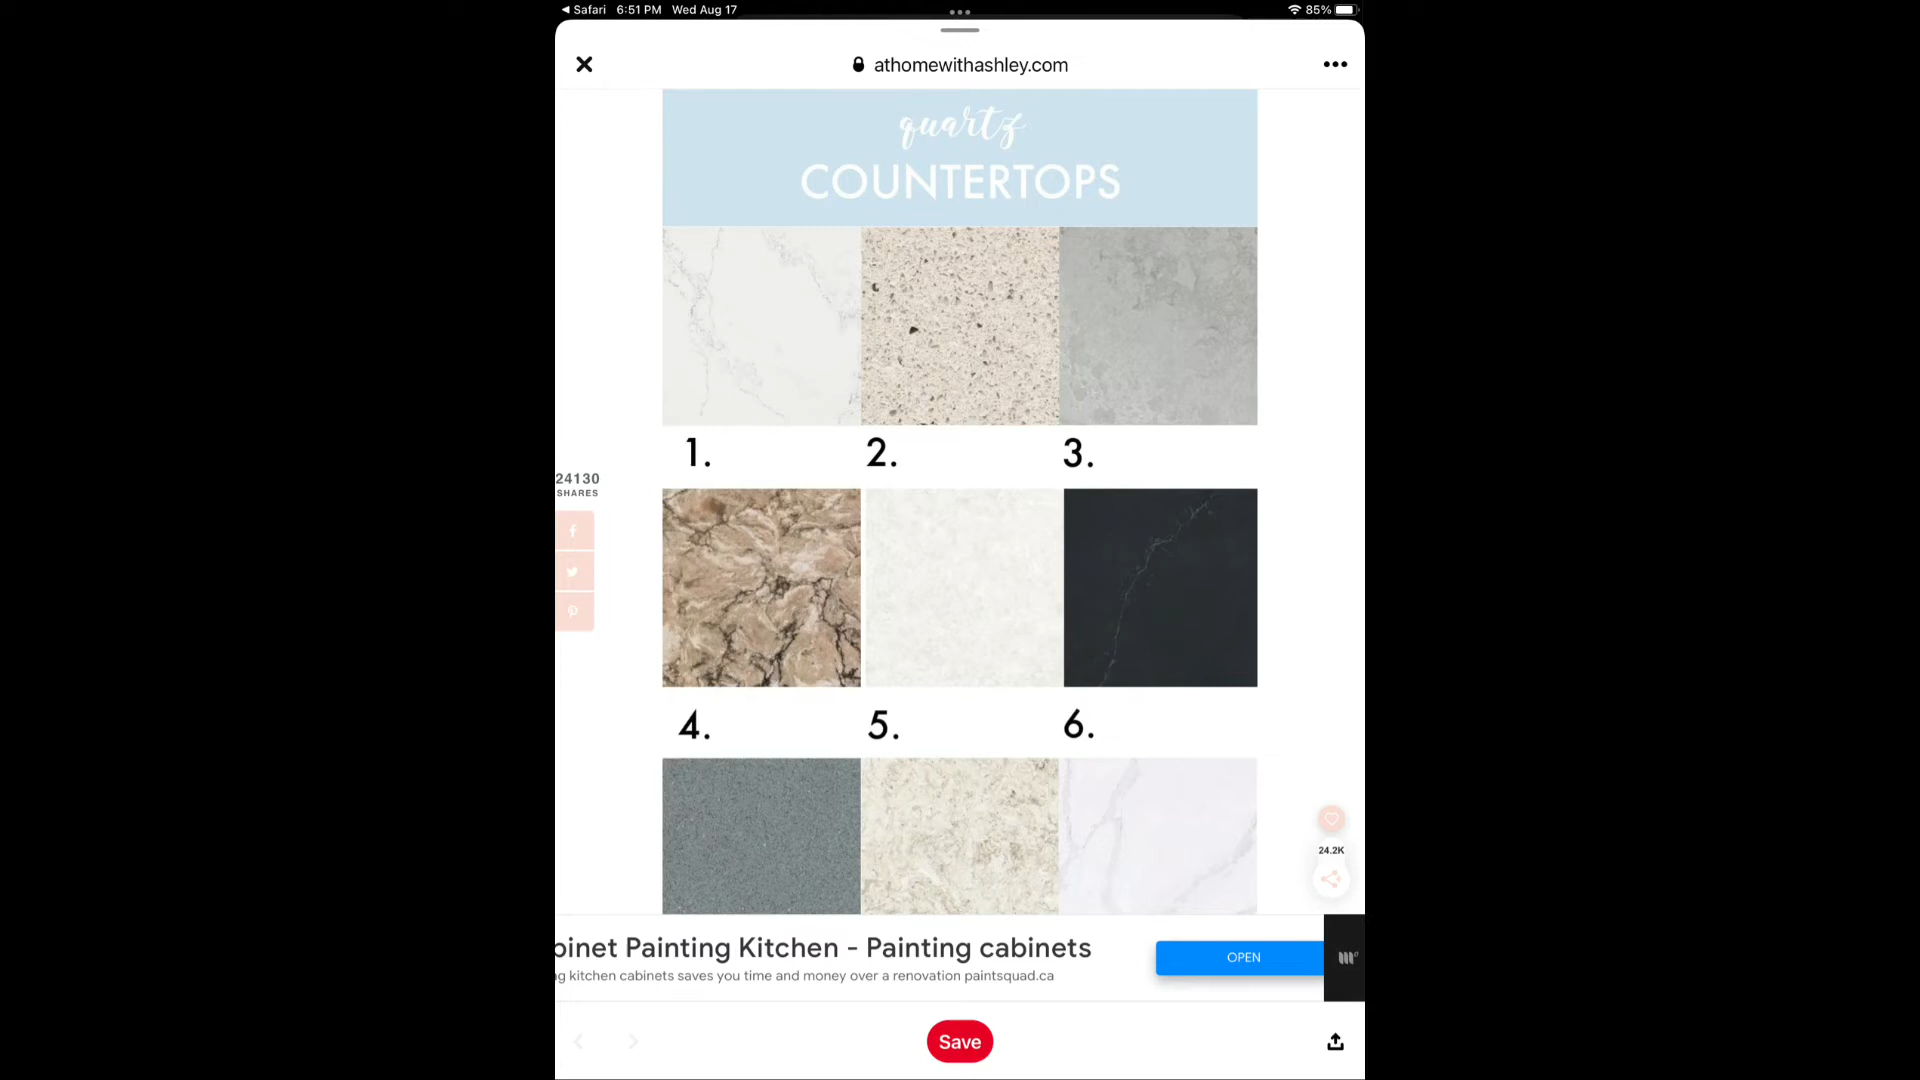 Safari 6:51 PM Wed Aug 17
85%
athomewithashley.com
quartz
COUNTERTOPS
1. 2. 3.
24130
SHARES
4. 5. 6.
24.2K
binet Painting Kitchen - Painting cabinets
OPEN
ng kitchen cabinets saves you time and money over a renovation paintsquad.ca
Save